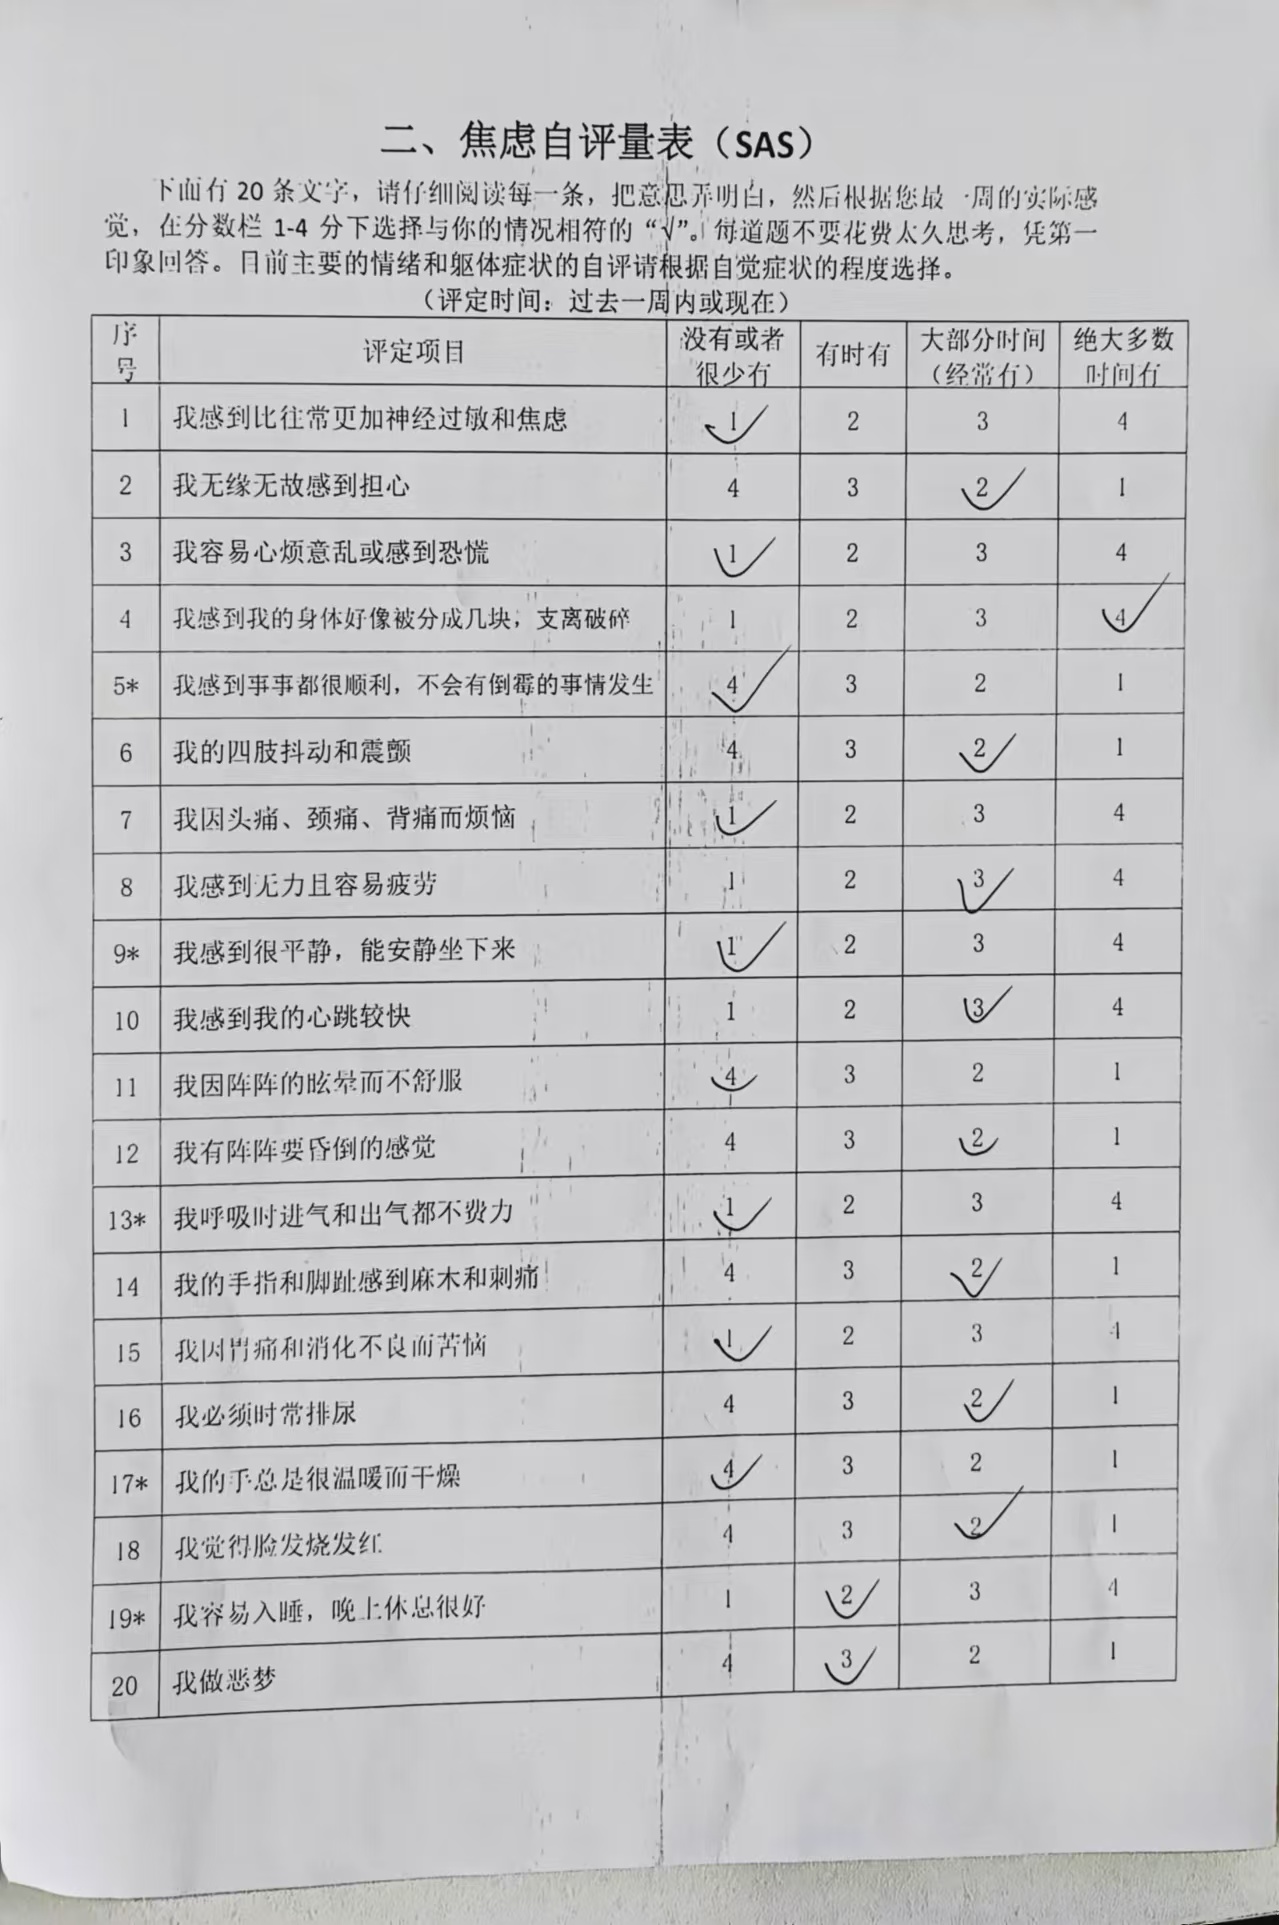 二、焦虑自评量表（SAS）
下面有 20 条文字，请仔细阅读每一条，把意思弄明白，然后根据您最一周的实际感
觉，在分数栏 1-4 分下选择与你的情况相符的“√”。每道题不要花费太久思考，凭第一
印象回答。目前主要的情绪和躯体症状的自评请根据自觉症状的程度选择。
（评定时间：过去一周内或现在）
序号 评定项目 没有或者很少有 有时有 大部分时间（经常有） 绝大多数时间有
1 我感到比往常更加神经过敏和焦虑 1 ✓ 2 3 4
2 我无缘无故感到担心 4 3 2 ✓ 1
3 我容易心烦意乱或感到恐慌 1 ✓ 2 3 4
4 我感到我的身体好像被分成几块，支离破碎 1 2 3 4 ✓
5* 我感到事事都很顺利，不会有倒霉的事情发生 4 ✓ 3 2 1
6 我的四肢抖动和震颤 4 3 2 ✓ 1
7 我因头痛、颈痛、背痛而烦恼 1 ✓ 2 3 4
8 我感到无力且容易疲劳 1 2 3 ✓ 4
9* 我感到很平静，能安静坐下来 1 ✓ 2 3 4
10 我感到我的心跳较快 1 2 3 ✓ 4
11 我因阵阵的眩晕而不舒服 4 ✓ 3 2 1
12 我有阵阵要昏倒的感觉 4 3 2 ✓ 1
13* 我呼吸时进气和出气都不费力 1 ✓ 2 3 4
14 我的手指和脚趾感到麻木和刺痛 4 3 2 ✓ 1
15 我因胃痛和消化不良而苦恼 1 ✓ 2 3 4
16 我必须时常排尿 4 3 2 ✓ 1
17* 我的手总是很温暖而干燥 4 ✓ 3 2 1
18 我觉得脸发烧发红 4 3 2 ✓ 1
19* 我容易入睡，晚上休息很好 1 2 ✓ 3 4
20 我做恶梦 4 3 ✓ 2 1